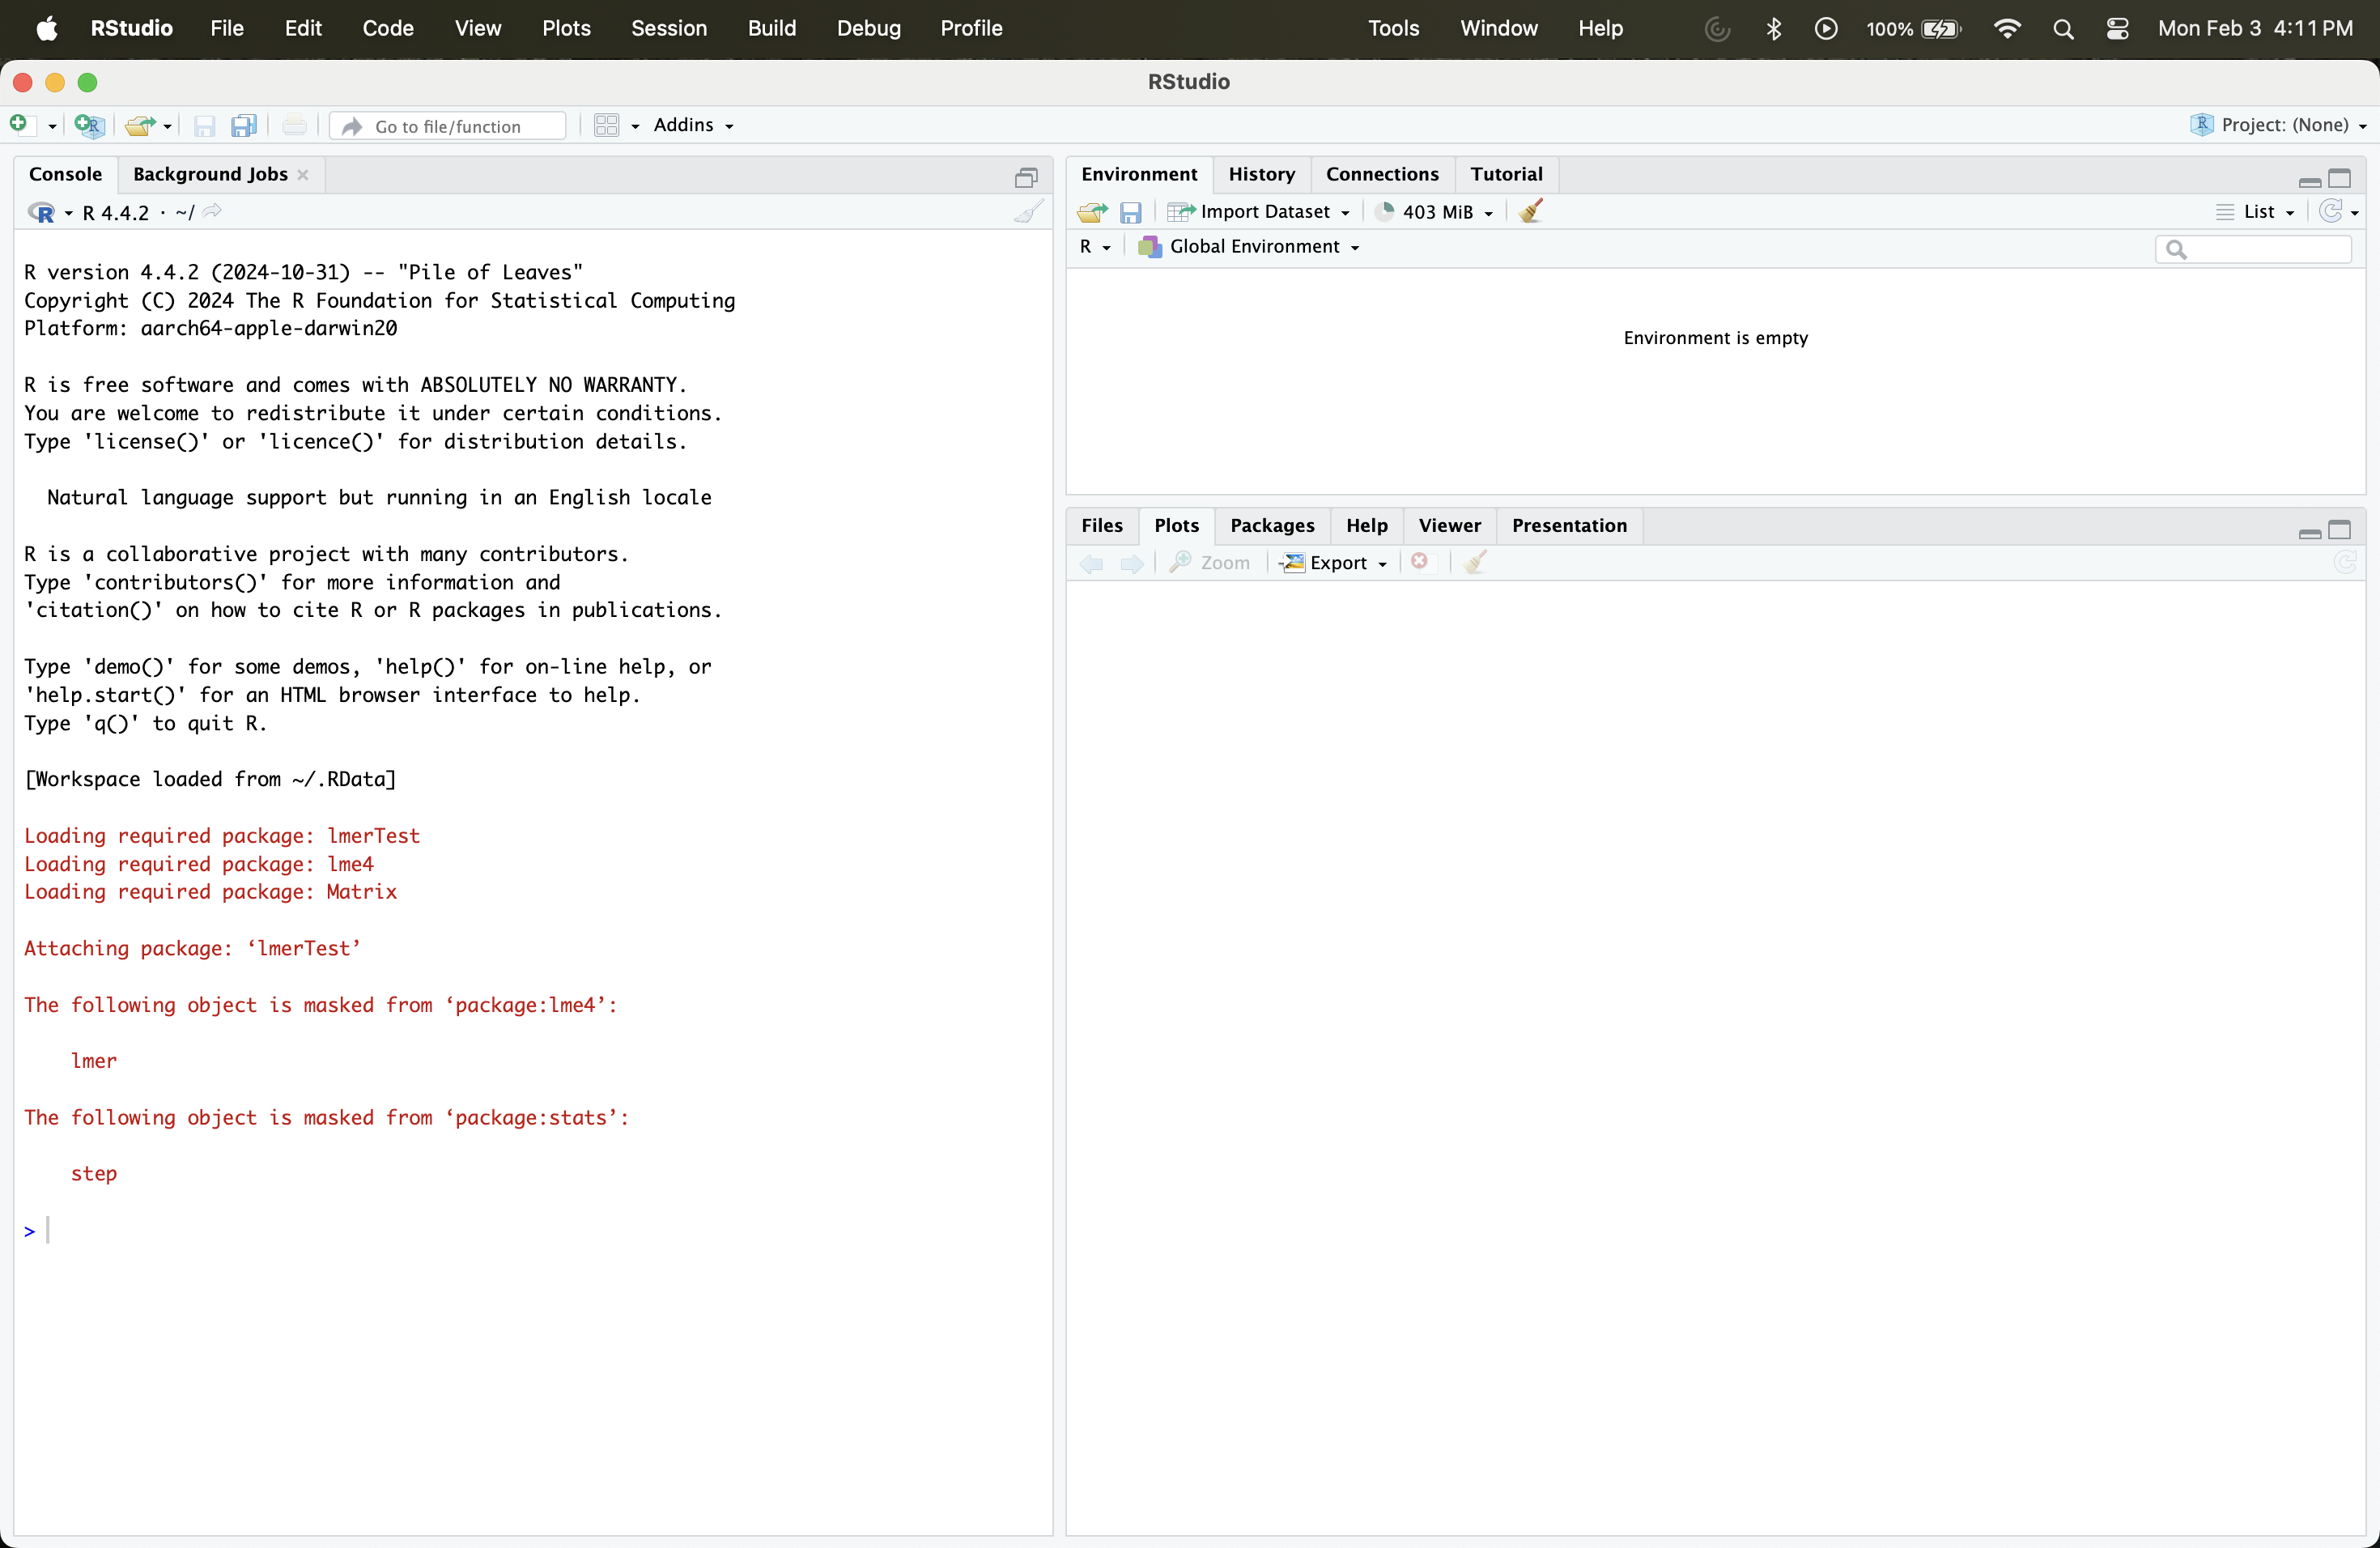 RStudio File Edit Code View Plots Session Build Debug Profile Tools Window Help 100% Mon Feb 3 4:11 PM
RStudio
Go to file/function Addins Project: (None)
Console Background Jobs
R 4.4.2 · ~/
R version 4.4.2 (2024-10-31) -- "Pile of Leaves"
Copyright (C) 2024 The R Foundation for Statistical Computing
Platform: aarch64-apple-darwin20
R is free software and comes with ABSOLUTELY NO WARRANTY.
You are welcome to redistribute it under certain conditions.
Type 'license()' or 'licence()' for distribution details.
Natural language support but running in an English locale
R is a collaborative project with many contributors.
Type 'contributors()' for more information and
'citation()' on how to cite R or R packages in publications.
Type 'demo()' for some demos, 'help()' for on-line help, or
'help.start()' for an HTML browser interface to help.
Type 'q()' to quit R.
[Workspace loaded from ~/.RData]
Loading required package: lmerTest
Loading required package: lme4
Loading required package: Matrix
Attaching package: ‘lmerTest’
The following object is masked from ‘package:lme4’:
lmer
The following object is masked from ‘package:stats’:
step
>
Environment History Connections Tutorial
Import Dataset 403 MiB List
R Global Environment
Environment is empty
Files Plots Packages Help Viewer Presentation
Zoom Export